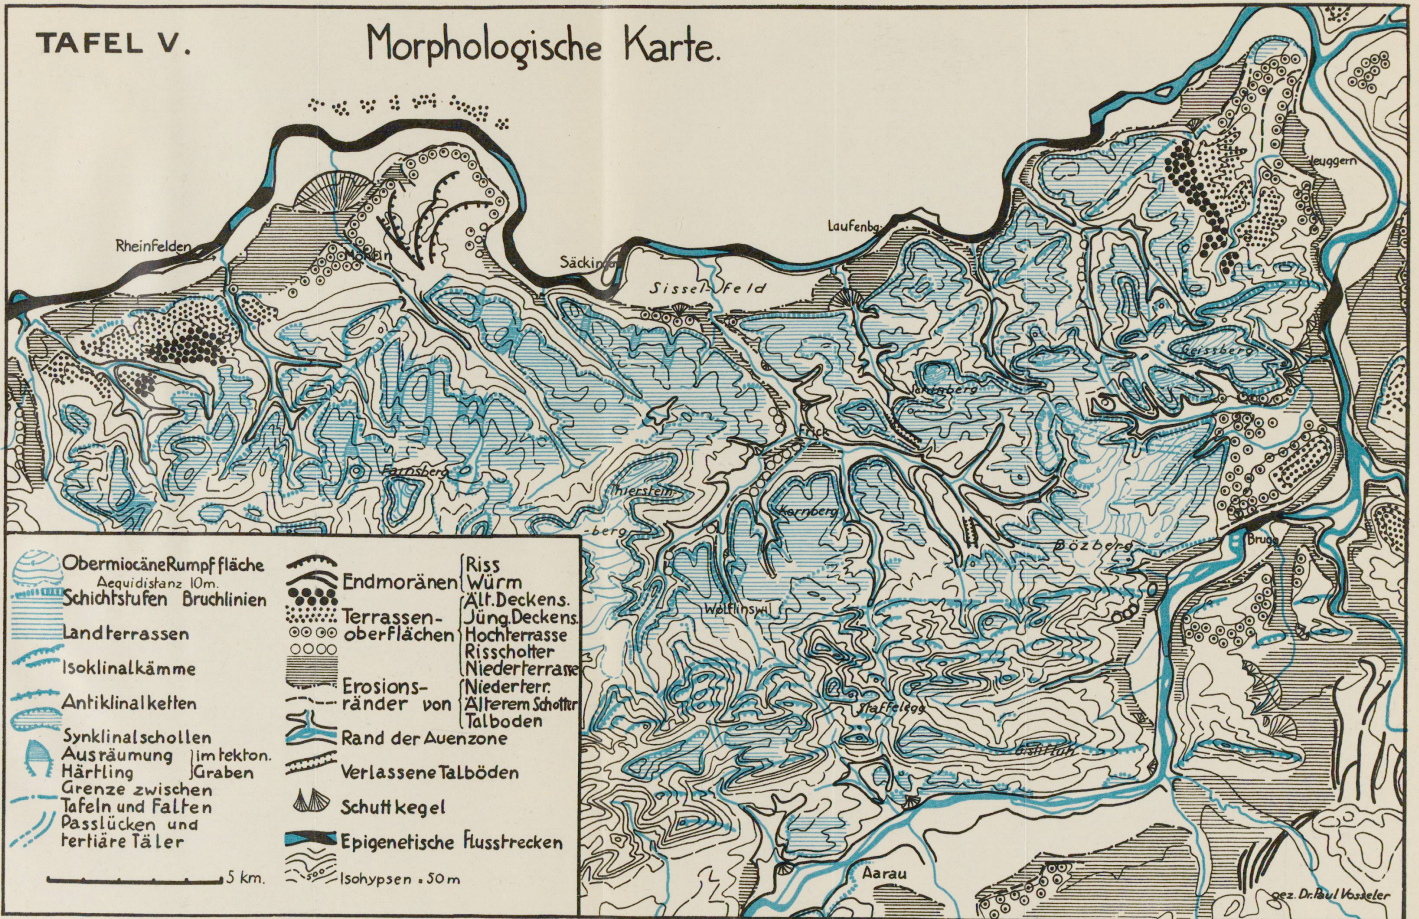 TAFEL V.
Morphologische Karte.
Leuggern
Laufenbg.
Rheinfelden
Möhlin
Säckingen
Sissel-feld
Geissberg
Frick
Farnsberg
Thierstein
Kornberg
Bözberg
Brugg
Wölflinswil
Staffelegg
Gislifluh
Aarau
gez. Dr. Paul Vosseler
Obermiocäne Rumpffläche
Aequidistanz 10m.
Schichtstufen Bruchlinien
Landterrassen
Isoklinalkämme
Antiklinalketten
Synklinalschollen
Ausräumung im tekton.
Härtling Graben
Grenze zwischen
Tafeln und Falten
Passlücken und
tertiäre Täler
5 km.
Endmoränen
Riss
Würm
Terrassen-
oberflächen
Ält. Deckens.
Jüng. Deckens.
Hochterrasse
Risschotter
Niederterrasse
Erosions-
ränder von
Niederterr.
Älterem Schotter
Talboden
Rand der Auenzone
Verlassene Talböden
Schuttkegel
Epigenetische Flusstrecken
Isohypsen . 50 m